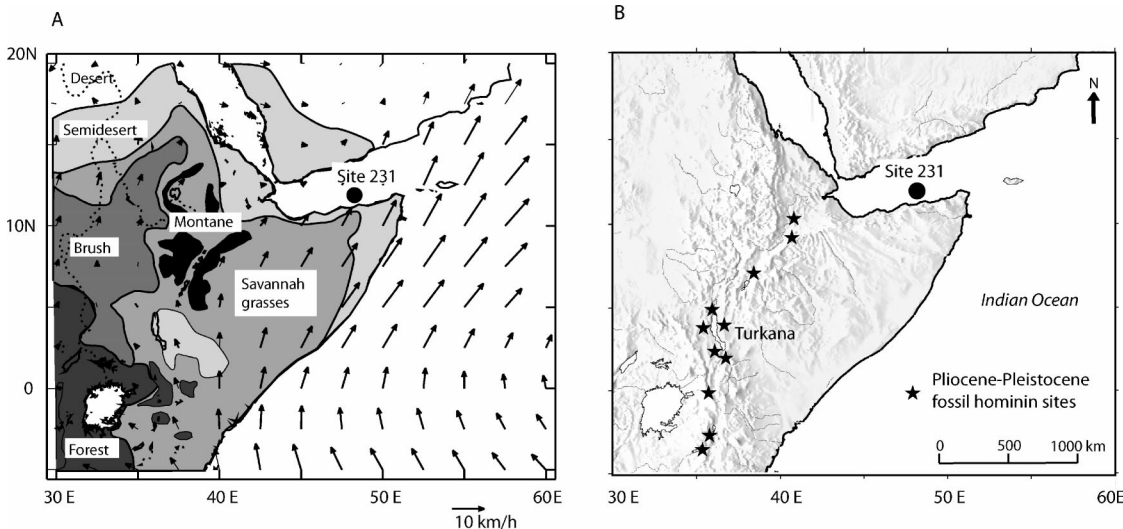 A
20N
Desert
Semidesert
Site 231
10N
Montane
Brush
Savannah
grasses
0
Forest
30 E
40 E
50 E
60 E
10 km/h
B
N
Site 231
Indian Ocean
Turkana
Pliocene-Pleistocene
fossil hominin sites
0 500 1000 km
30 E
40 E
50 E
60 E